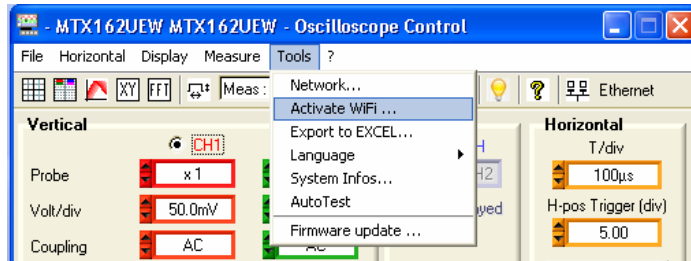 - MTX162UEW MTX162UEW - Oscilloscope Control
File Horizontal Display Measure Tools ?
XY FFT Meas: Ethernet
Network...
Activate WiFi ...
Export to EXCEL...
Language
System Infos...
AutoTest
Firmware update ...
Vertical
CH1
Probe x 1
Volt/div 50.0mV
Coupling AC AC
Horizontal
T/div
100µs
H-pos Trigger (div)
5.00